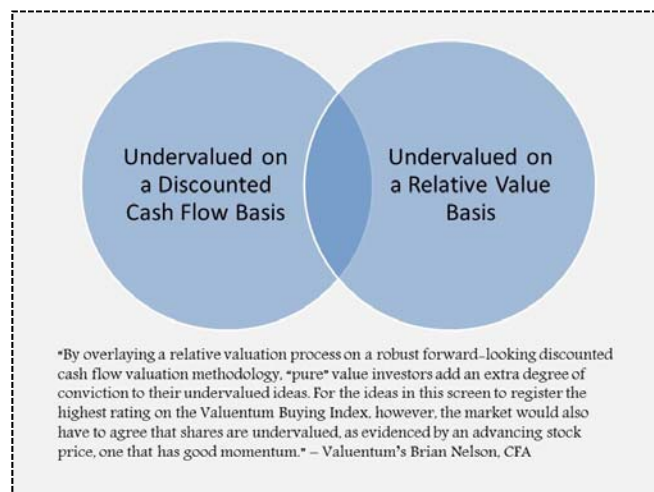 Undervalued on
a Discounted
Cash Flow Basis
Undervalued on
a Relative Value
Basis
"By overlaying a relative valuation process on a robust forward-looking discounted
cash flow valuation methodology, "pure" value investors add an extra degree of
conviction to their undervalued ideas. For the ideas in this screen to register the
highest rating on the Valuentum Buying Index, however, the market would also
have to agree that shares are undervalued, as evidenced by an advancing stock
price, one that has good momentum." – Valuentum's Brian Nelson, CFA